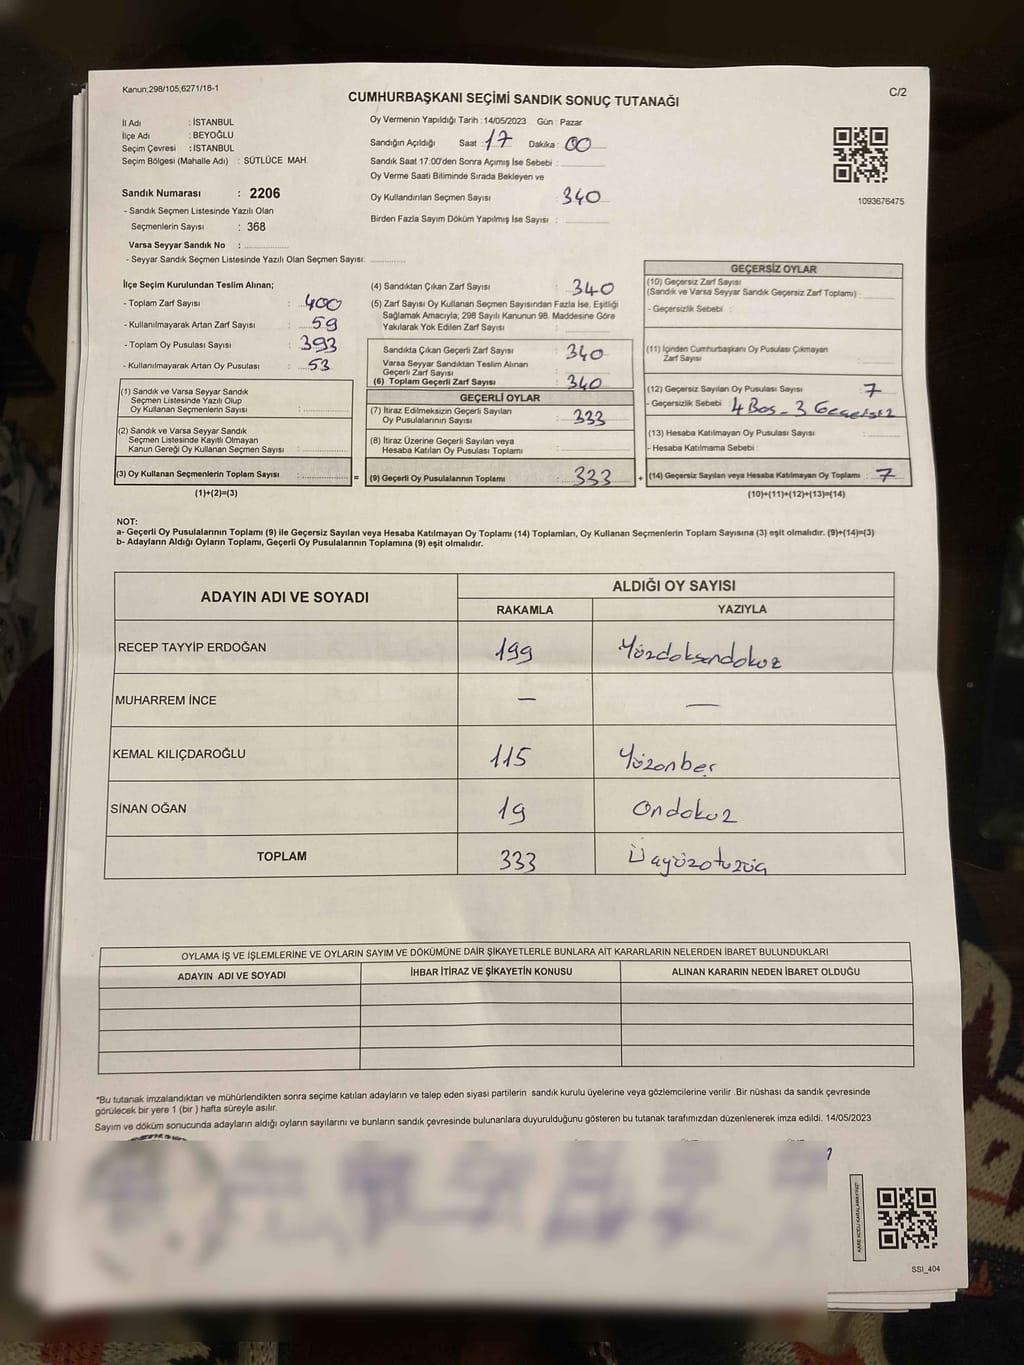 Kanun;298/105,6271/18-1
C/2
CUMHURBAŞKANI SEÇİMİ SANDIK SONUÇ TUTANAĞI
İl Adı : İSTANBUL
İlçe Adı : BEYOĞLU
Seçim Çevresi : İSTANBUL
Seçim Bölgesi (Mahalle Adı) : SÜTLÜCE MAH.
Sandık Numarası : 2206
- Sandık Seçmen Listesinde Yazılı Olan
Seçmenlerin Sayısı : 368
Varsa Seyyar Sandık No :
- Seyyar Sandık Seçmen Listesinde Yazılı Olan Seçmen Sayısı:
Oy Vermenin Yapıldığı Tarih : 14/05/2023 Gün : Pazar
Sandığın Açıldığı Saat : 17 Dakika : 00
Sandık Saat 17:00'den Sonra Açımış İse Sebebi :
Oy Verme Saati Bitiminde Sırada Bekleyen ve
Oy Kullandırılan Seçmen Sayısı : 340
Birden Fazla Sayım Döküm Yapılmış İse Sayısı :
1093676475
İlçe Seçim Kurulundan Teslim Alınan;
- Toplam Zarf Sayısı : 400
- Kullanılmayarak Artan Zarf Sayısı : 59
- Toplam Oy Pusulası Sayısı : 393
- Kullanılmayarak Artan Oy Pusulası : 53
(1) Sandık ve Varsa Seyyar Sandık
Seçmen Listesinde Yazılı Olup
Oy Kullanan Seçmenlerin Sayısı :
(2) Sandık ve Varsa Seyyar Sandık
Seçmen Listesinde Kayıtlı Olmayan
Kanun Gereği Oy Kullanan Seçmen Sayısı :
(3) Oy Kullanan Seçmenlerin Toplam Sayısı :
(1)+(2)=(3)
(4) Sandıktan Çıkan Zarf Sayısı : 340
(5) Zarf Sayısı Oy Kullanan Seçmen Sayısından Fazla İse, Eşitliği
Sağlamak Amacıyla; 298 Sayılı Kanunun 98. Maddesine Göre
Yakılarak Yok Edilen Zarf Sayısı :
Sandıkta Çıkan Geçerli Zarf Sayısı : 340
Varsa Seyyar Sandıktan Teslim Alınan
Geçerli Zarf Sayısı :
(6) Toplam Geçerli Zarf Sayısı : 340
GEÇERLİ OYLAR
(7) İtiraz Edilmeksizin Geçerli Sayılan
Oy Pusulalarının Sayısı : 333
(8) İtiraz Üzerine Geçerli Sayılan veya
Hesaba Katılan Oy Pusulası Toplamı :
= (9) Geçerli Oy Pusulalarının Toplamı : 333
GEÇERSİZ OYLAR
(10) Geçersiz Zarf Sayısı
(Sandık ve Varsa Seyyar Sandık Geçersiz Zarf Toplamı) :
- Geçersizlik Sebebi :
(11) İçinden Cumhurbaşkanı Oy Pusulası Çıkmayan
Zarf Sayısı :
(12) Geçersiz Sayılan Oy Pusulası Sayısı : 7
- Geçersizlik Sebebi : 4 Boş - 3 Geçersiz
(13) Hesaba Katılmayan Oy Pusulası Sayısı :
- Hesaba Katılmama Sebebi :
+ (14) Geçersiz Sayılan veya Hesaba Katılmayan Oy Toplamı : 7
(10)+(11)+(12)+(13)=(14)
NOT:
a- Geçerli Oy Pusulalarının Toplamı (9) ile Geçersiz Sayılan veya Hesaba Katılmayan Oy Toplamı (14) Toplamları, Oy Kullanan Seçmenlerin Toplam Sayısına (3) eşit olmalıdır. (9)+(14)=(3)
b- Adayların Aldığı Oyların Toplamı, Geçerli Oy Pusulalarının Toplamına (9) eşit olmalıdır.
ADAYIN ADI VE SOYADI
ALDIĞI OY SAYISI
RAKAMLA YAZIYLA
RECEP TAYYİP ERDOĞAN 199 Yüzdoksandokuz
MUHARREM İNCE — —
KEMAL KILIÇDAROĞLU 115 Yüzonbeş
SİNAN OĞAN 19 Ondokuz
TOPLAM 333 Üçyüzotuzüç
OYLAMA İŞ VE İŞLEMLERİNE VE OYLARIN SAYIM VE DÖKÜMÜNE DAİR ŞİKAYETLERLE BUNLARA AİT KARARLARIN NELERDEN İBARET BULUNDUKLARI
ADAYIN ADI VE SOYADI İHBAR İTİRAZ VE ŞİKAYETİN KONUSU ALINAN KARARIN NEDEN İBARET OLDUĞU
*Bu tutanak imzalandıktan ve mühürlendikten sonra seçime katılan adayların ve talep eden siyasi partilerin sandık kurulu üyelerine veya gözlemcilerine verilir .Bir nüshası da sandık çevresinde
görülecek bir yere 1 (bir ) hafta süreyle asılır.
Sayım ve döküm sonucunda adayların aldığı oyların sayılarını ve bunların sandık çevresinde bulunanlara duyurulduğunu gösteren bu tutanak tarafımızdan düzenlenerek imza edildi. 14/05/2023
SSI_404